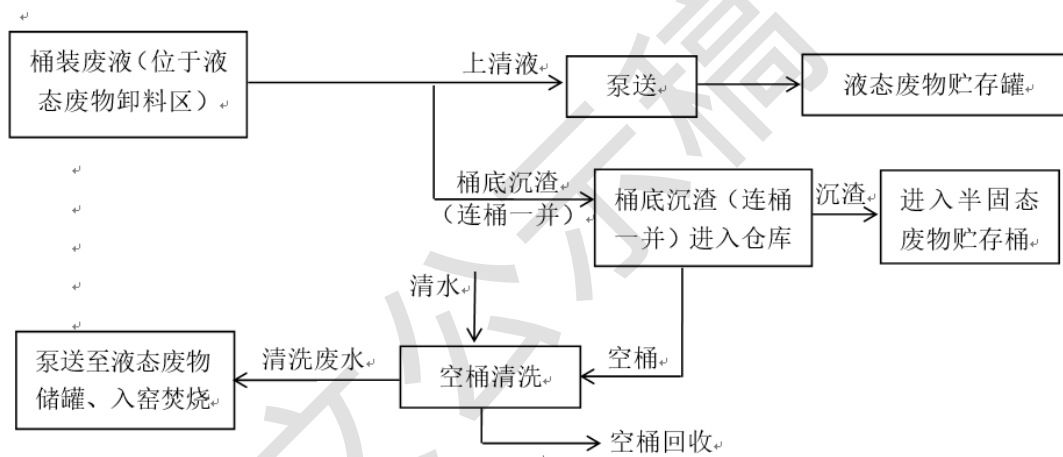 桶装废液（位于液
态废物卸料区）
上清液
泵送
液态废物贮存罐
桶底沉渣
（连桶一并）
桶底沉渣（连桶
一并）进入仓库
沉渣
进入半固态
废物贮存桶
清水
泵送至液态废物
储罐、入窑焚烧
清洗废水
空桶清洗
空桶
空桶回收
立公示稿